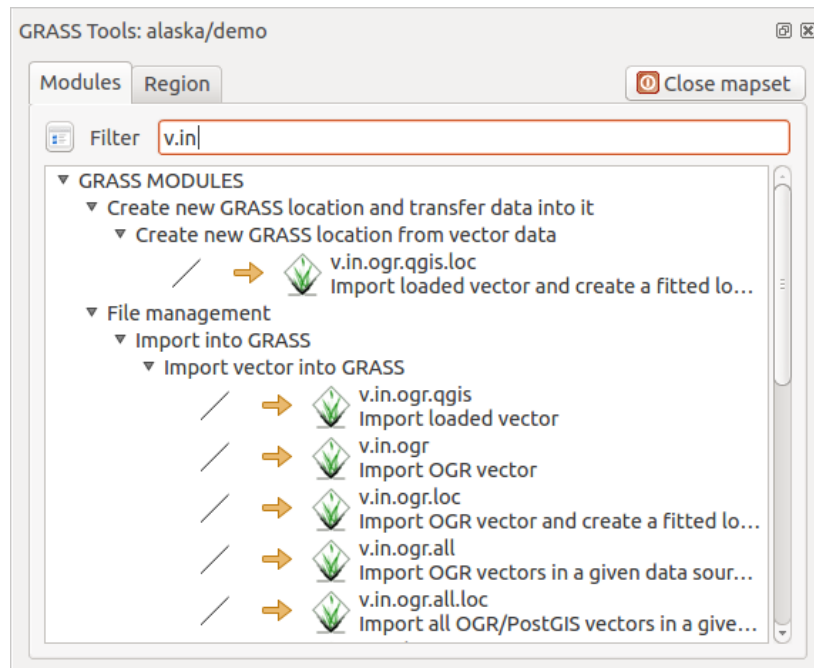 GRASS Tools: alaska/demo
Modules Region Close mapset
Filter v.in
GRASS MODULES
Create new GRASS location and transfer data into it
Create new GRASS location from vector data
v.in.ogr.qgis.loc
Import loaded vector and create a fitted lo...
File management
Import into GRASS
Import vector into GRASS
v.in.ogr.qgis
Import loaded vector
v.in.ogr
Import OGR vector
v.in.ogr.loc
Import OGR vector and create a fitted lo...
v.in.ogr.all
Import OGR vectors in a given data sour...
v.in.ogr.all.loc
Import all OGR/PostGIS vectors in a give...